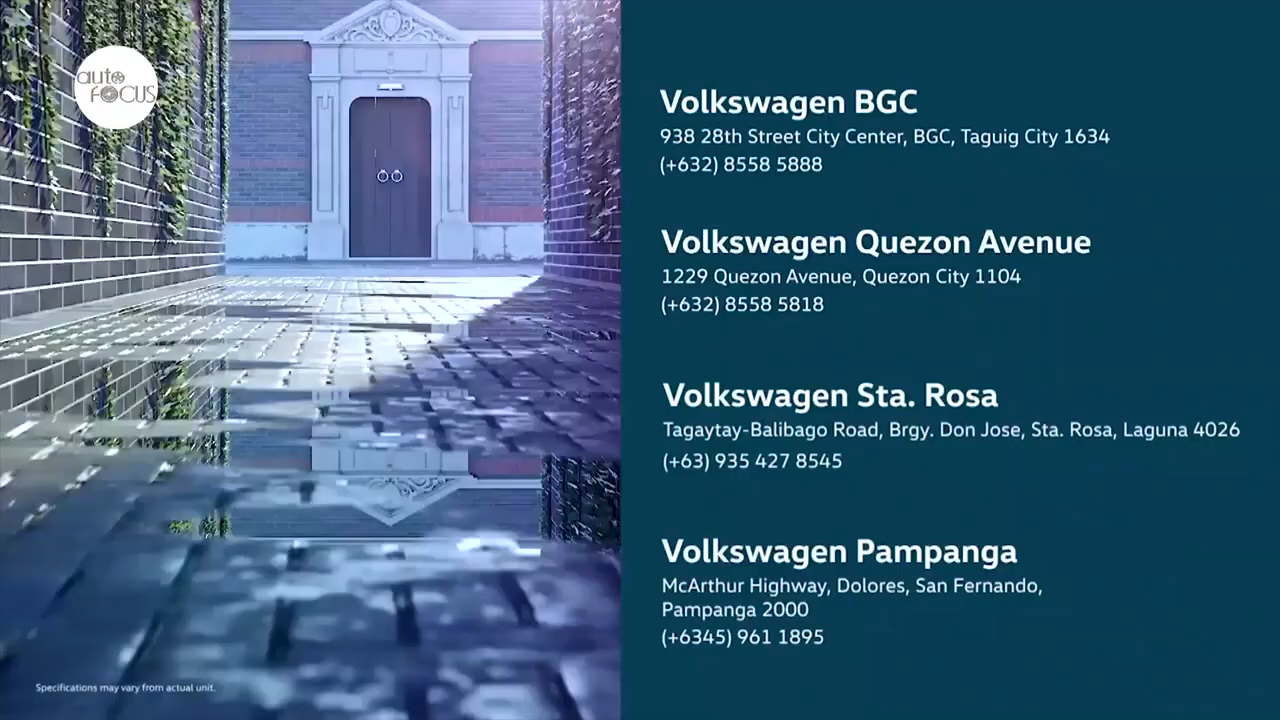 auto
FOCUS
Volkswagen BGC
938 28th Street City Center, BGC, Taguig City 1634
(+632) 8558 5888
Volkswagen Quezon Avenue
1229 Quezon Avenue, Quezon City 1104
(+632) 8558 5818
Volkswagen Sta. Rosa
Tagaytay-Balibago Road, Brgy. Don Jose, Sta. Rosa, Laguna 4026
(+63) 935 427 8545
Volkswagen Pampanga
McArthur Highway, Dolores, San Fernando,
Pampanga 2000
(+6345) 961 1895
Specifications may vary from actual unit.